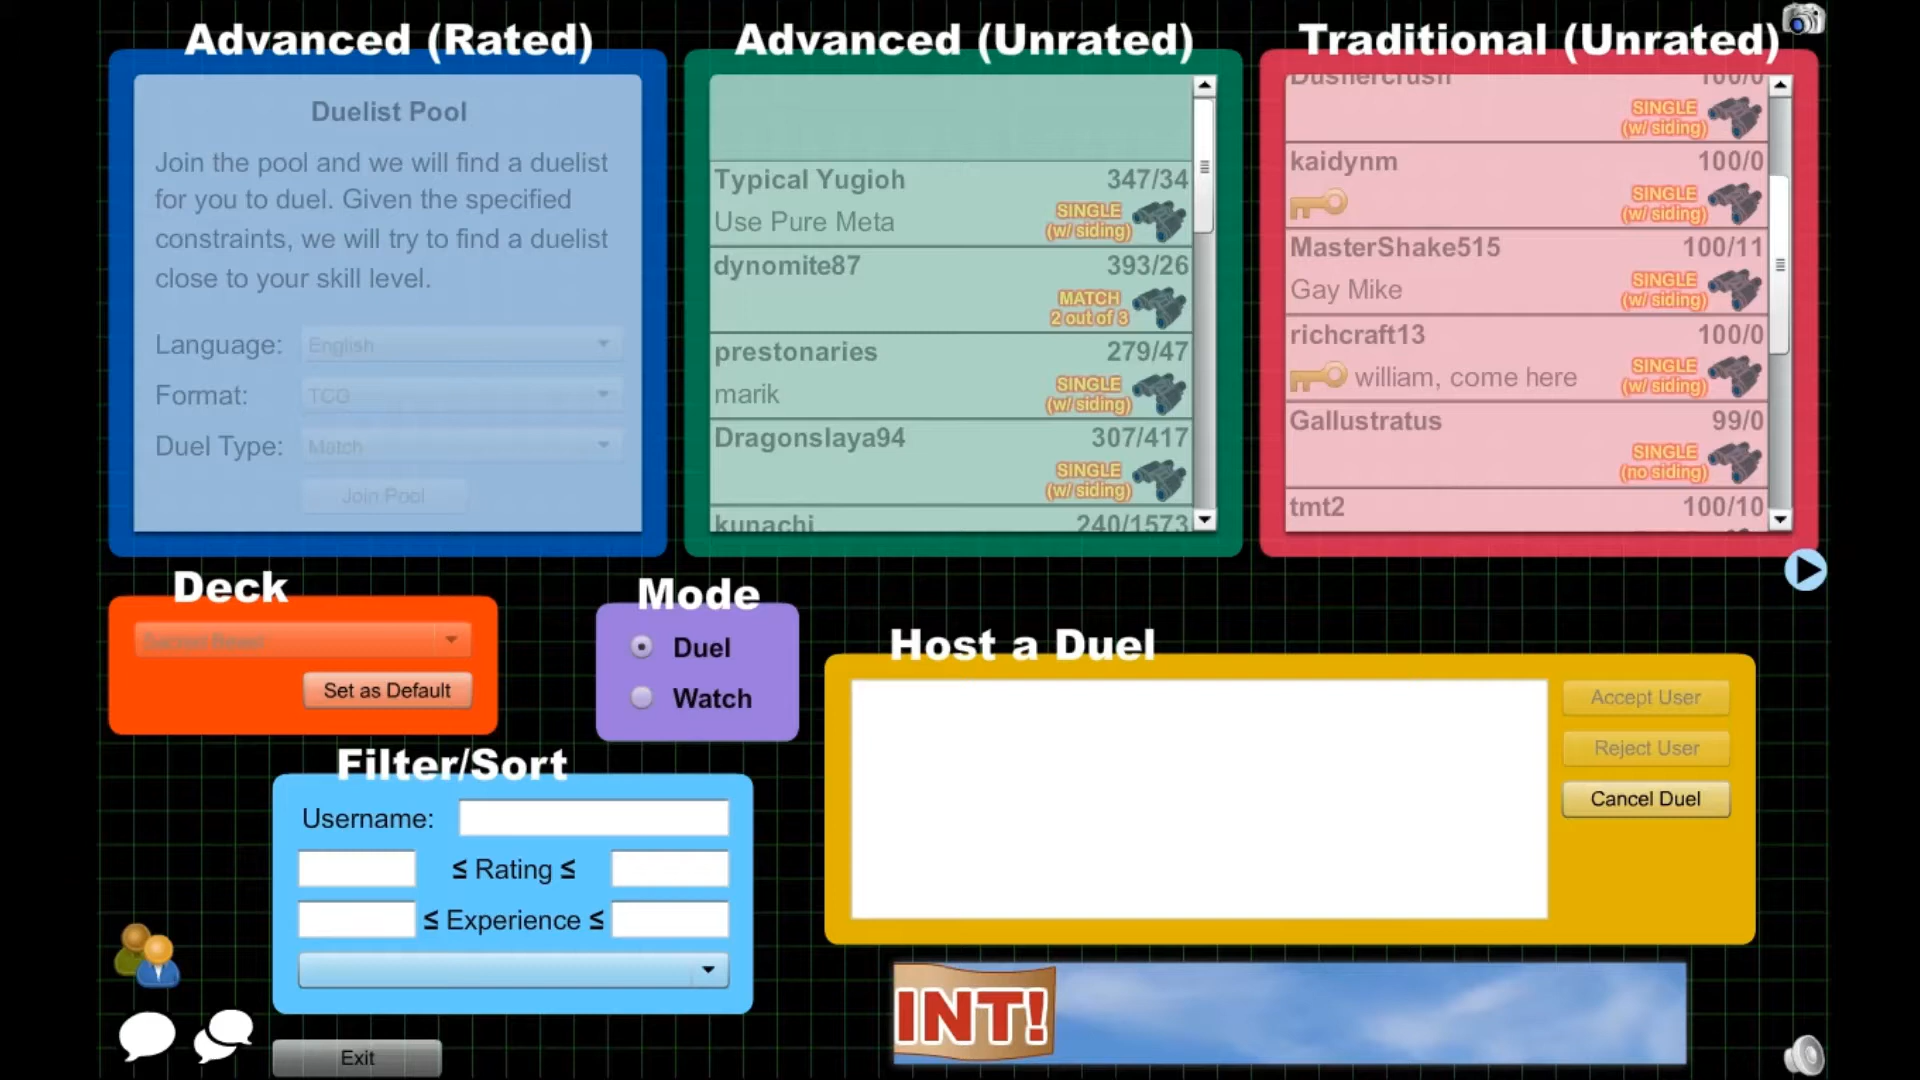 Advanced (Rated)
Duelist Pool
Join the pool and we will find a duelist
for you to duel. Given the specified
constraints, we will try to find a duelist
close to your skill level.
Language: English
Format: TCG
Duel Type: Match
Join Pool
Advanced (Unrated)
Typical Yugioh 347/34
Use Pure Meta SINGLE
(w/ siding)
dynomite87 393/26
MATCH
2 out of 3
prestonaries 279/47
marik SINGLE
(w/ siding)
Dragonslaya94 307/417
SINGLE
(w/ siding)
kunachi 240/1573
Traditional (Unrated)
100/0
SINGLE
(w/ siding)
kaidynm 100/0
SINGLE
(w/ siding)
MasterShake515 100/11
Gay Mike SINGLE
(w/ siding)
richcraft13 100/0
william, come here SINGLE
(w/ siding)
Gallustratus 99/0
SINGLE
(no siding)
tmt2 100/10
Deck
Set as Default
Mode
Duel
Watch
Filter/Sort
Username:
≤ Rating ≤
≤ Experience ≤
Exit
Host a Duel
Accept User
Reject User
Cancel Duel
INT!